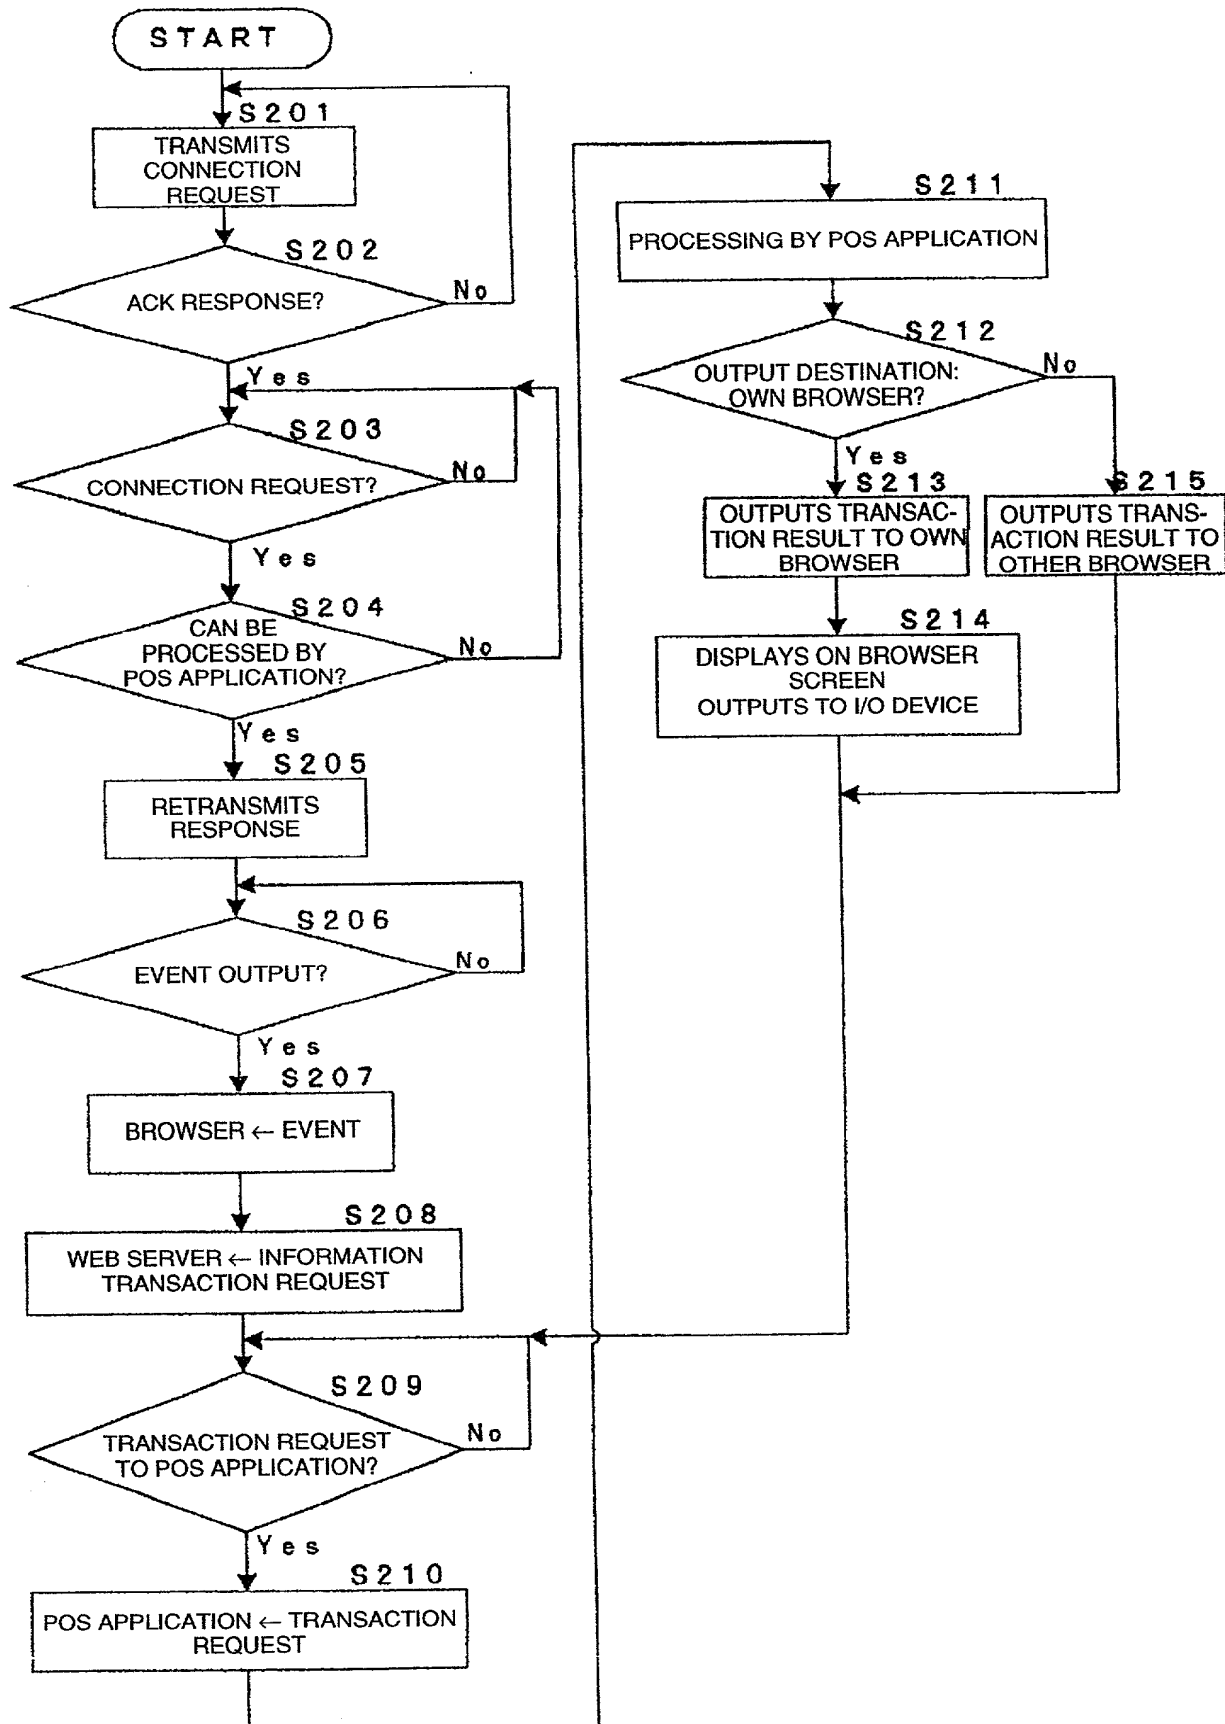 START
S201
TRANSMITS
CONNECTION
REQUEST
S202
ACK RESPONSE?
No
Yes
S203
CONNECTION REQUEST?
No
Yes
S204
CAN BE
PROCESSED BY
POS APPLICATION?
No
Yes
S205
RETRANSMITS
RESPONSE
S206
EVENT OUTPUT?
No
Yes
S207
BROWSER ← EVENT
S208
WEB SERVER ← INFORMATION
TRANSACTION REQUEST
S209
TRANSACTION REQUEST
TO POS APPLICATION?
No
Yes
S210
POS APPLICATION ← TRANSACTION
REQUEST
S211
PROCESSING BY POS APPLICATION
S212
OUTPUT DESTINATION:
OWN BROWSER?
No
Yes
S213
OUTPUTS TRANSAC-
TION RESULT TO OWN
BROWSER
S215
OUTPUTS TRANS-
ACTION RESULT TO
OTHER BROWSER
S214
DISPLAYS ON BROWSER
SCREEN
OUTPUTS TO I/O DEVICE